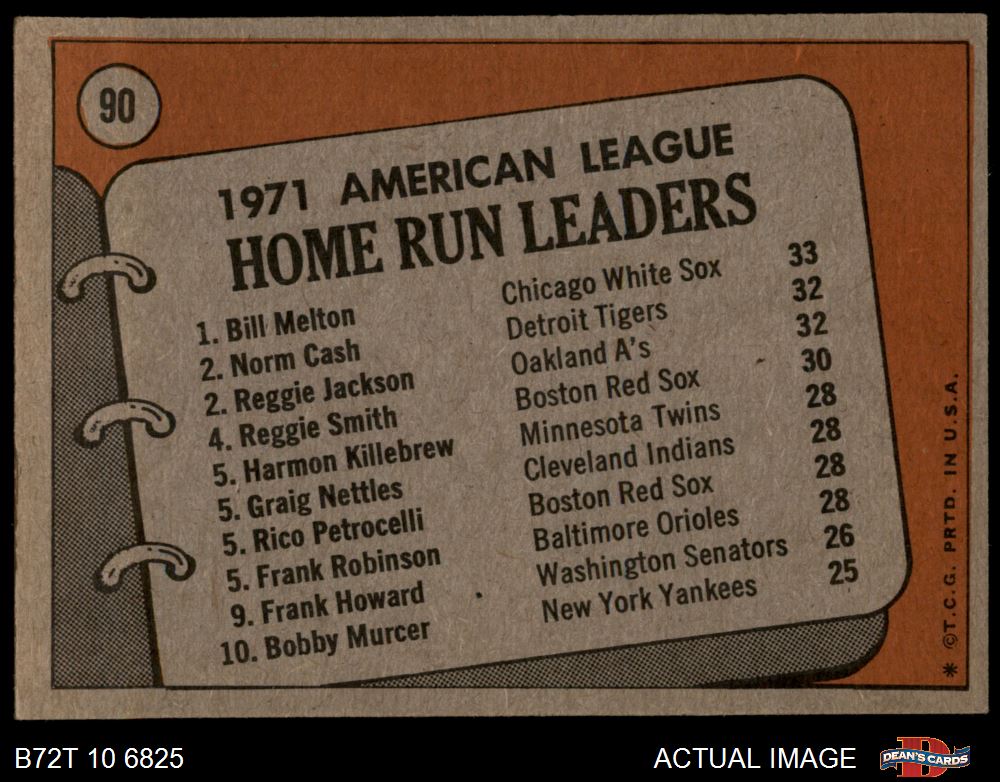 90
1971 AMERICAN LEAGUE
HOME RUN LEADERS
1. Bill Melton Chicago White Sox 33
2. Norm Cash Detroit Tigers 32
2. Reggie Jackson Oakland A's 32
4. Reggie Smith Boston Red Sox 30
5. Harmon Killebrew Minnesota Twins 28
5. Graig Nettles Cleveland Indians 28
5. Rico Petrocelli Boston Red Sox 28
5. Frank Robinson Baltimore Orioles 28
9. Frank Howard Washington Senators 26
10. Bobby Murcer New York Yankees 25
* ©T.C.G. PRTD. IN U.S.A.
B72T 10 6825
ACTUAL IMAGE
DEAN'S CARDS